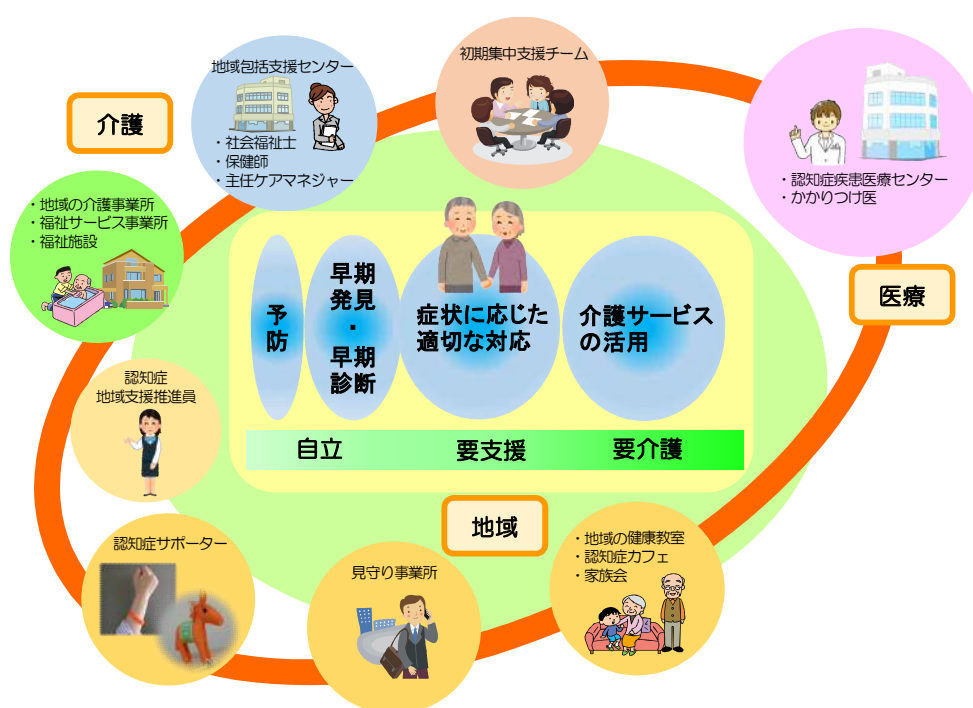 初期集中支援チーム
地域包括支援センター
・社会福祉士
・保健師
・主任ケアマネジャー
介護
・認知症疾患医療センター
・かかりつけ医
・地域の介護事業所
・福祉サービス事業所
・福祉施設
医療
予防
早期
発見
・
早期
診断
症状に応じた
適切な対応
介護サービス
の活用
認知症
地域支援推進員
自立
要支援
要介護
地域
認知症サポーター
見守り事業所
・地域の健康教室
・認知症カフェ
・家族会